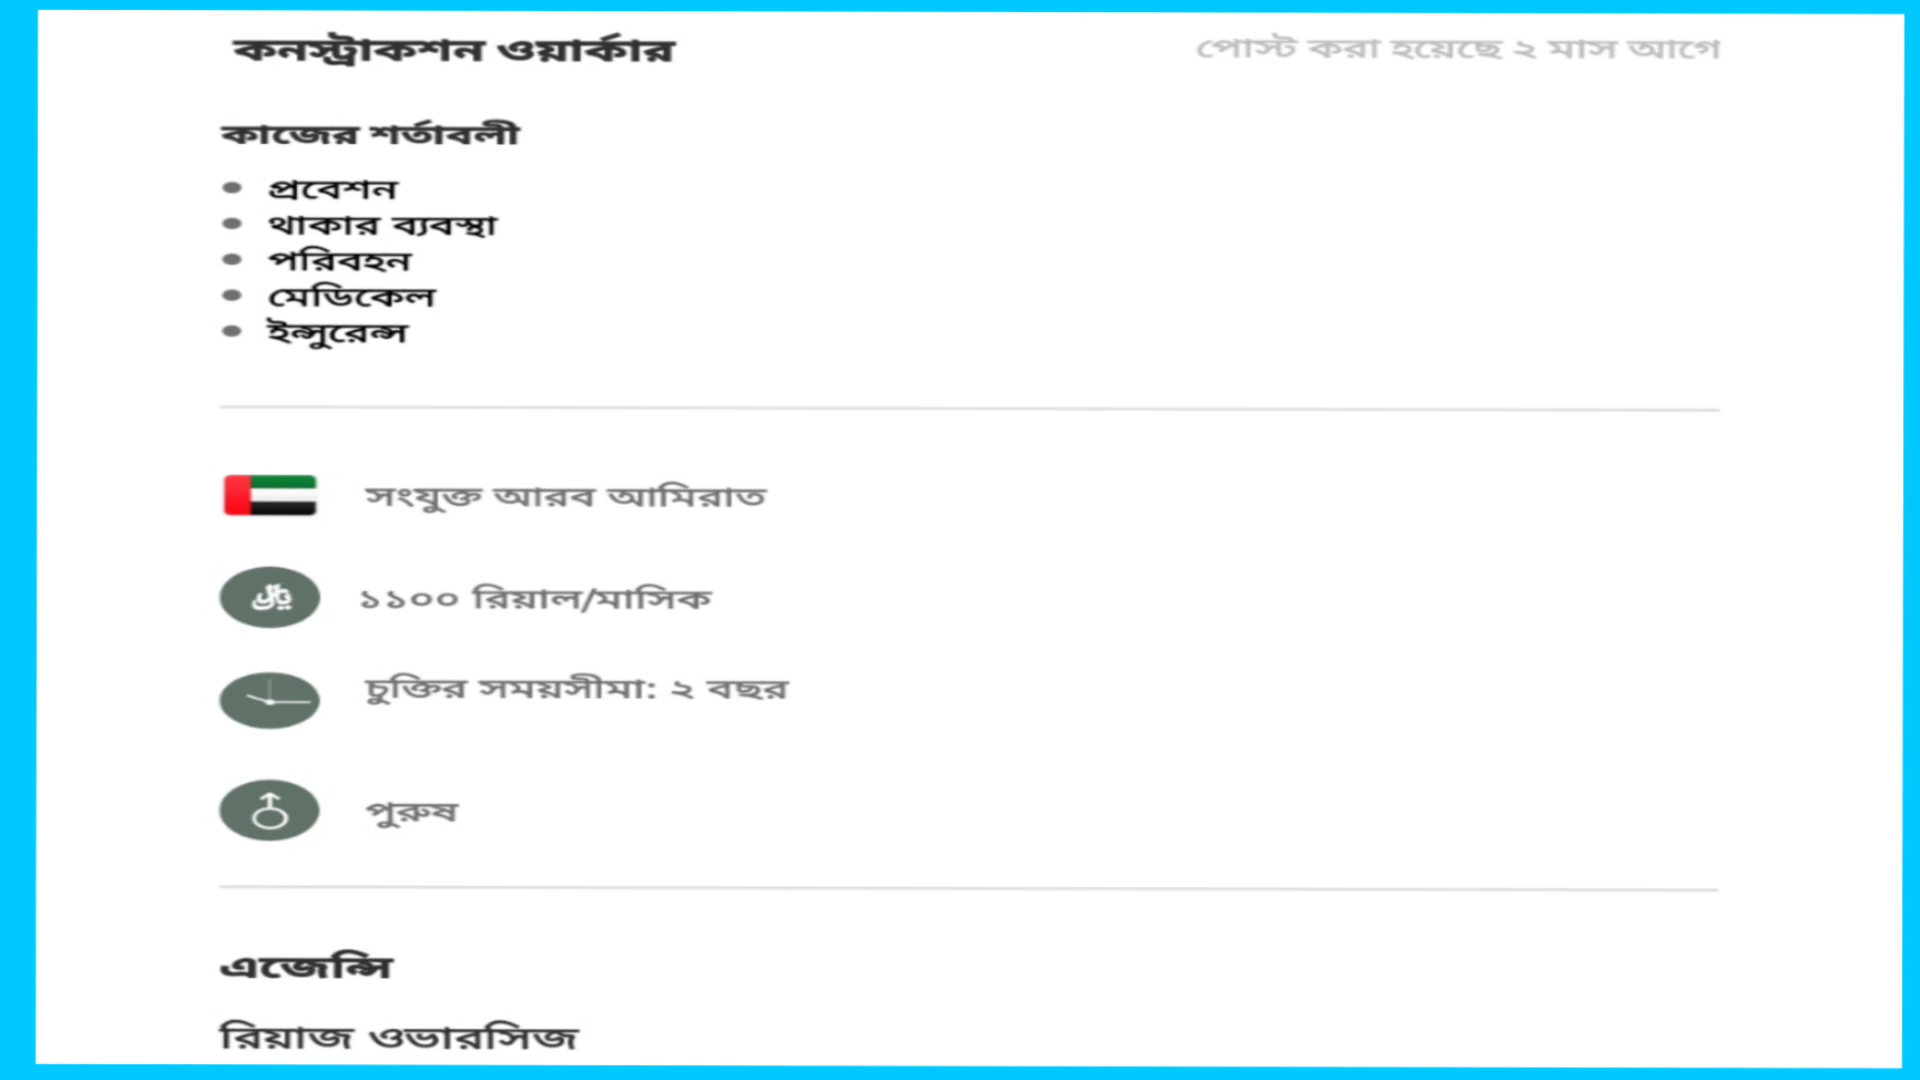 কনস্ট্রাকশন ওয়ার্কার
পোস্ট করা হয়েছে ২ মাস আগে
কাজের শর্তাবলী
প্রবেশন
থাকার ব্যবস্থা
পরিবহন
মেডিকেল
ইন্সুরেন্স
সংযুক্ত আরব আমিরাত
﷼
১১০০ রিয়াল/মাসিক
চুক্তির সময়সীমা: ২ বছর
পুরুষ
এজেন্সি
রিয়াজ ওভারসিজ